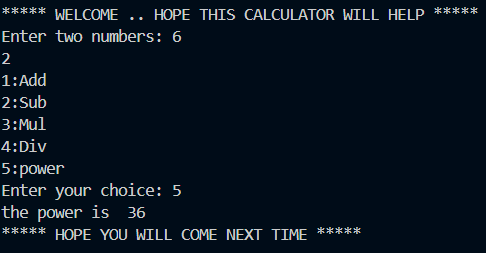 ***** WELCOME .. HOPE THIS CALCULATOR WILL HELP *****
Enter two numbers: 6
2
1:Add
2:Sub
3:Mul
4:Div
5:power
Enter your choice: 5
the power is  36
***** HOPE YOU WILL COME NEXT TIME *****